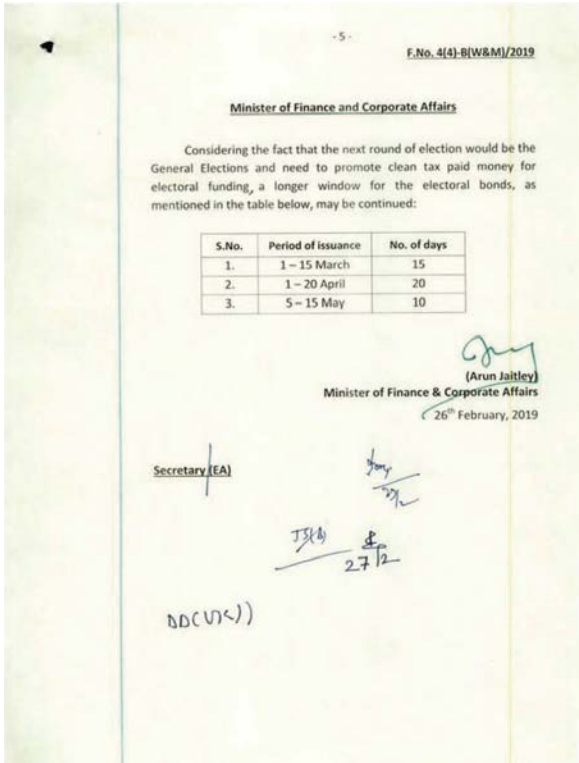 -5-
F.No. 4(4)-B(W&M)/2019
Minister of Finance and Corporate Affairs
Considering the fact that the next round of election would be the
General Elections and need to promote clean tax paid money for
electoral funding, a longer window for the electoral bonds, as
mentioned in the table below, may be continued:
S.No. Period of issuance No. of days
1. 1 – 15 March 15
2. 1 – 20 April 20
3. 5 – 15 May 10
(Arun Jaitley)
Minister of Finance & Corporate Affairs
26th February, 2019
Secretary (EA)
27/2
JS(B)
27/2